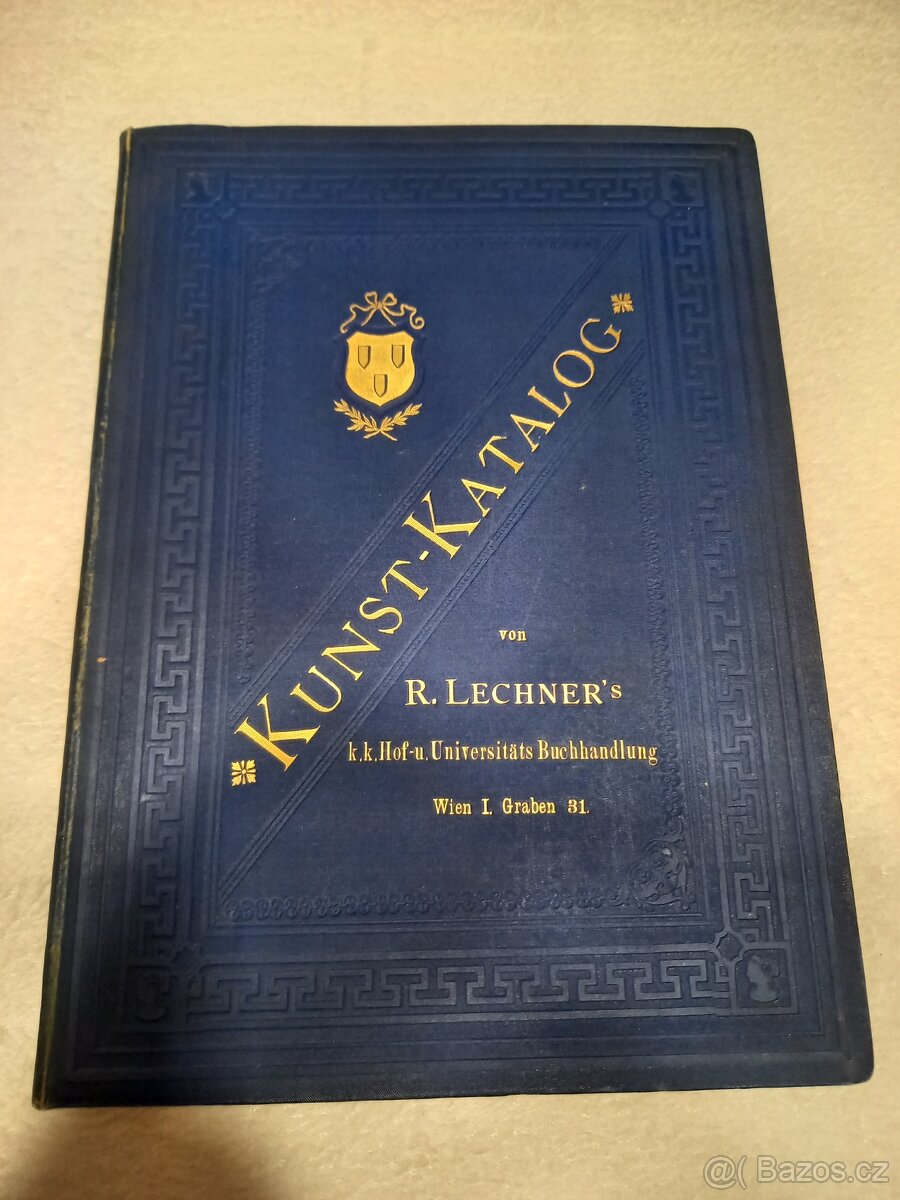 KUNST-KATALOG
von
R. LECHNER's
k.k.Hof-u.Universitäts Buchhandlung
Wien I. Graben 31.
@( Bazos.cz